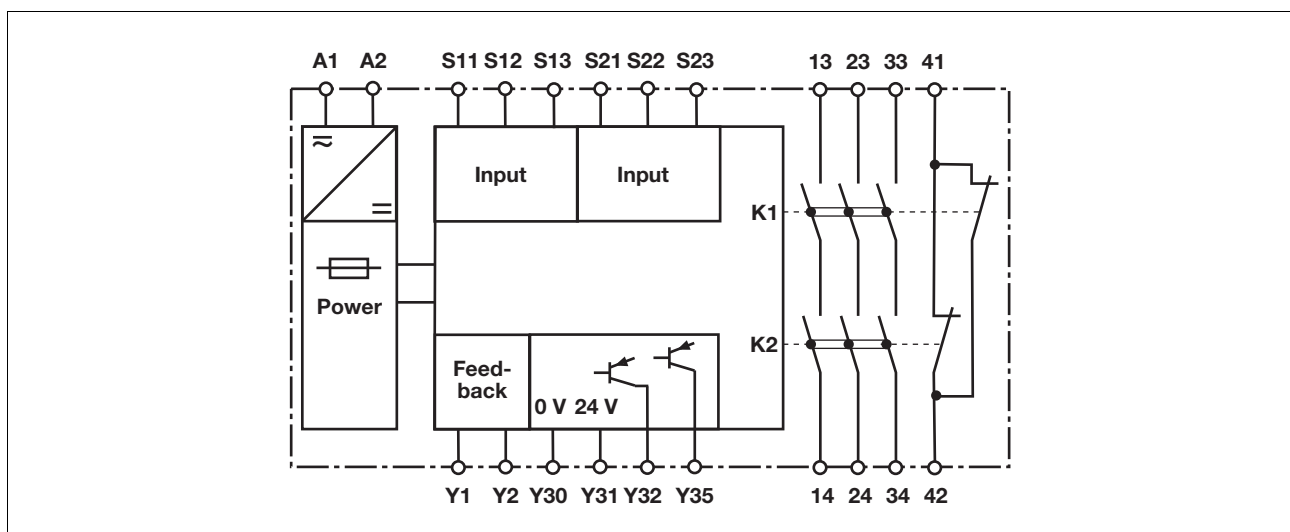 A1 A2 S11 S12 S13 S21 S22 S23 13 23 33 41
Input Input
K1
Power
K2
Feed-
back
0 V 24 V
Y1 Y2 Y30 Y31 Y32 Y35 14 24 34 42